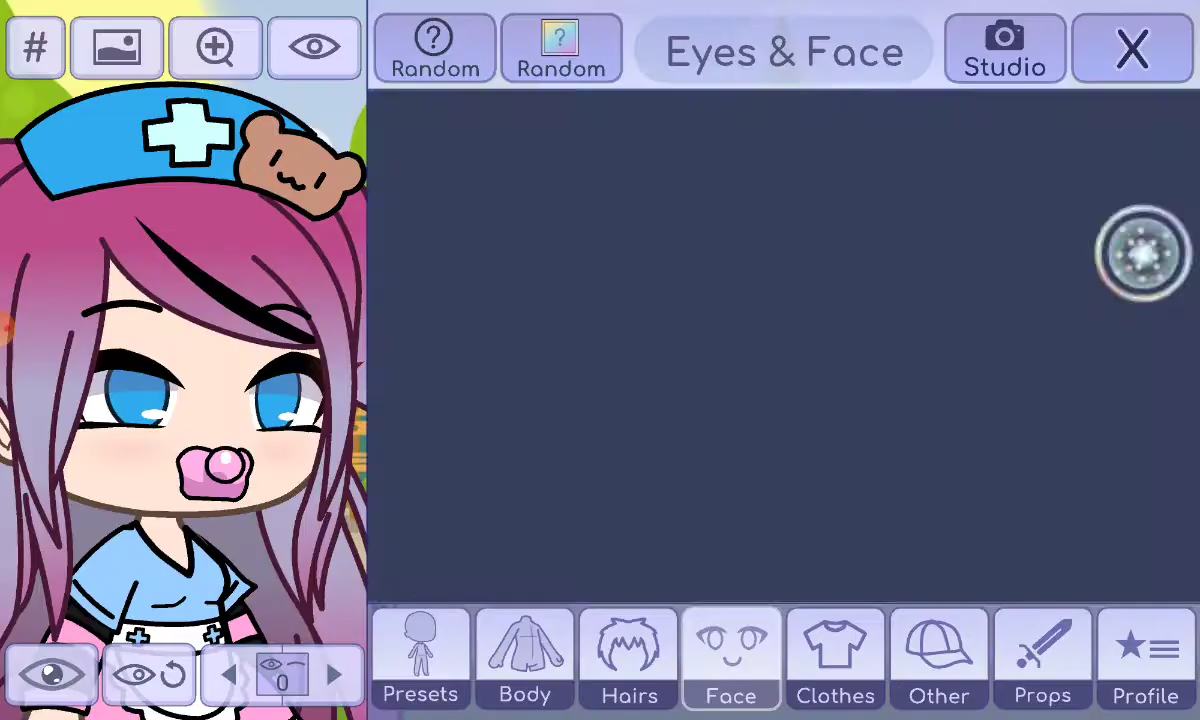 #
? Random
? Random
Eyes & Face
Studio
X
0
Presets
Body
Hairs
Face
Clothes
Other
Props
Profile